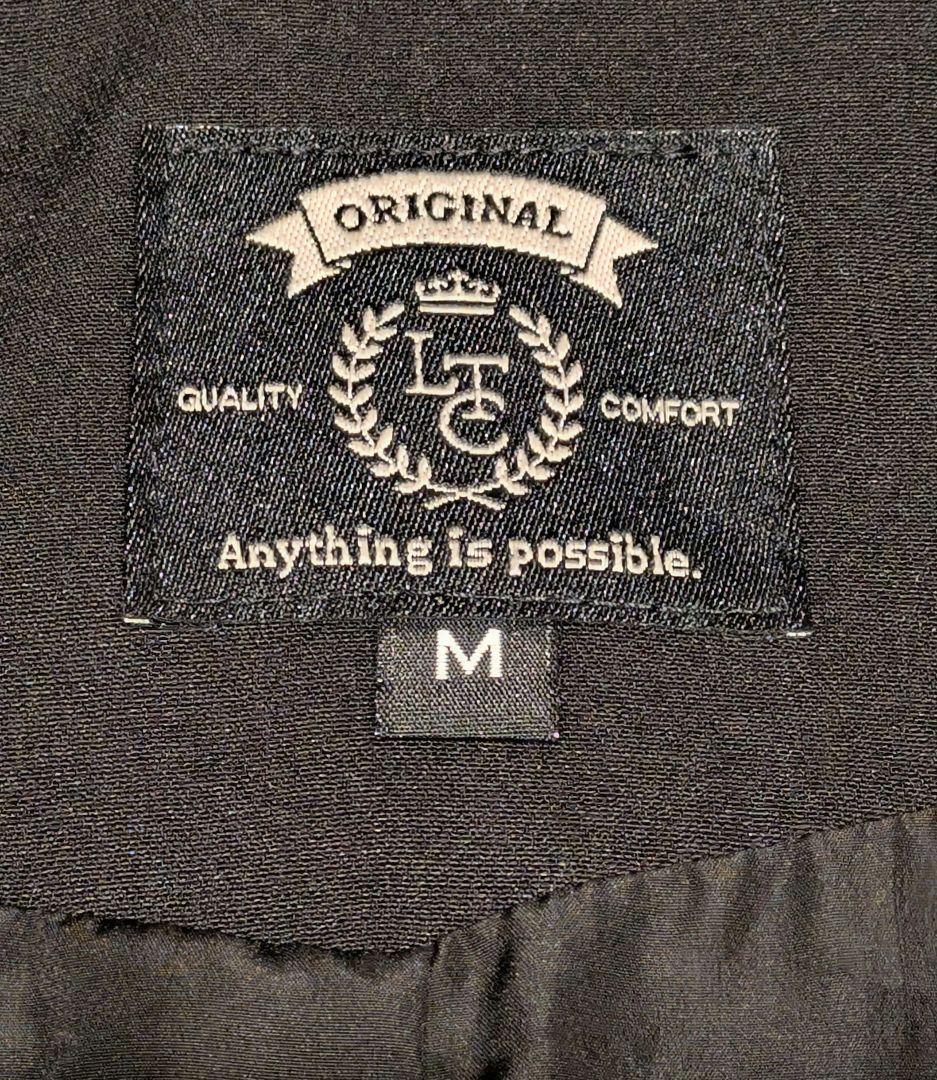 ORIGINAL
LTC
QUALITY
COMFORT
Anything is possible.
M